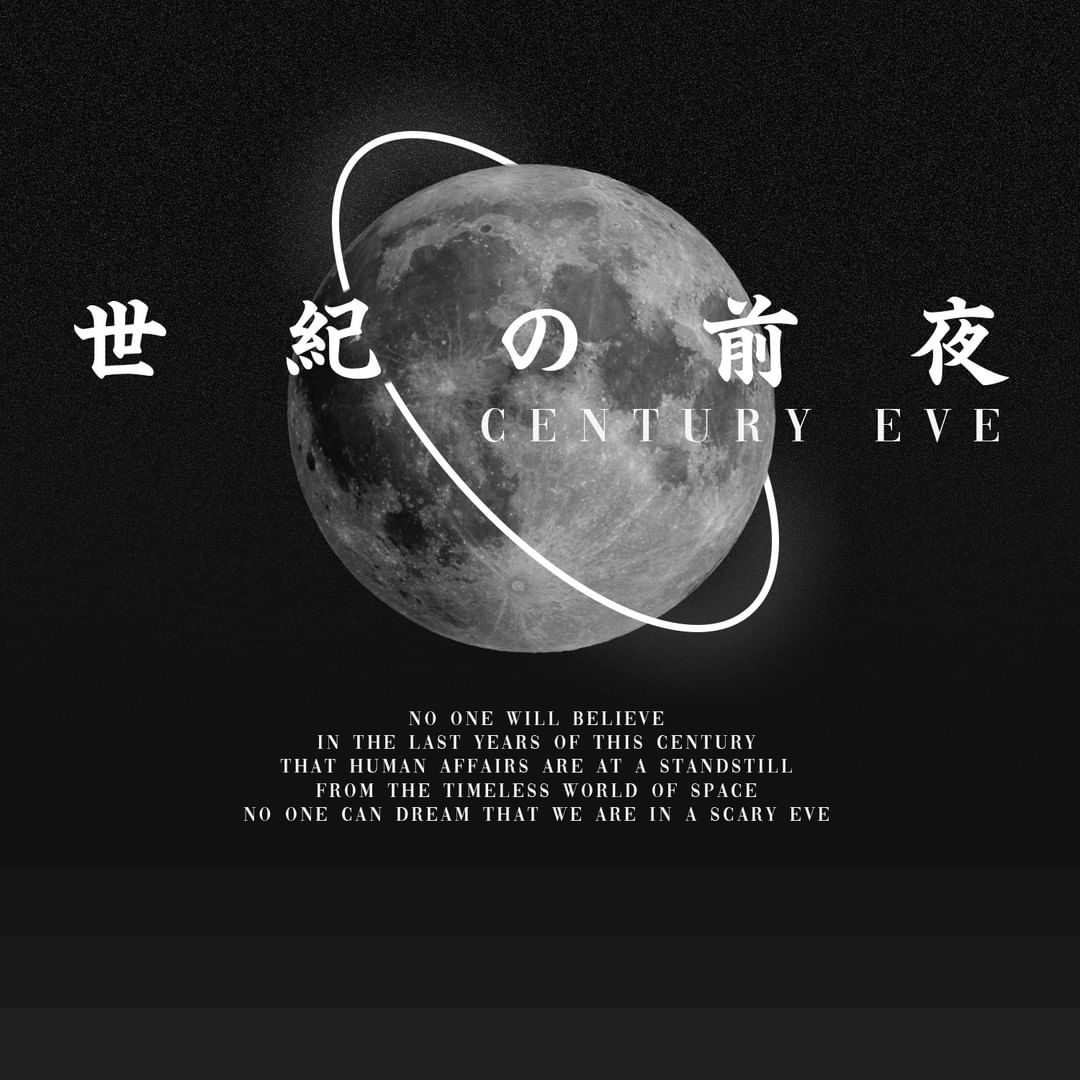 世紀の前夜
CENTURY EVE
NO ONE WILL BELIEVE
IN THE LAST YEARS OF THIS CENTURY
THAT HUMAN AFFAIRS ARE AT A STANDSTILL
FROM THE TIMELESS WORLD OF SPACE
NO ONE CAN DREAM THAT WE ARE IN A SCARY EVE